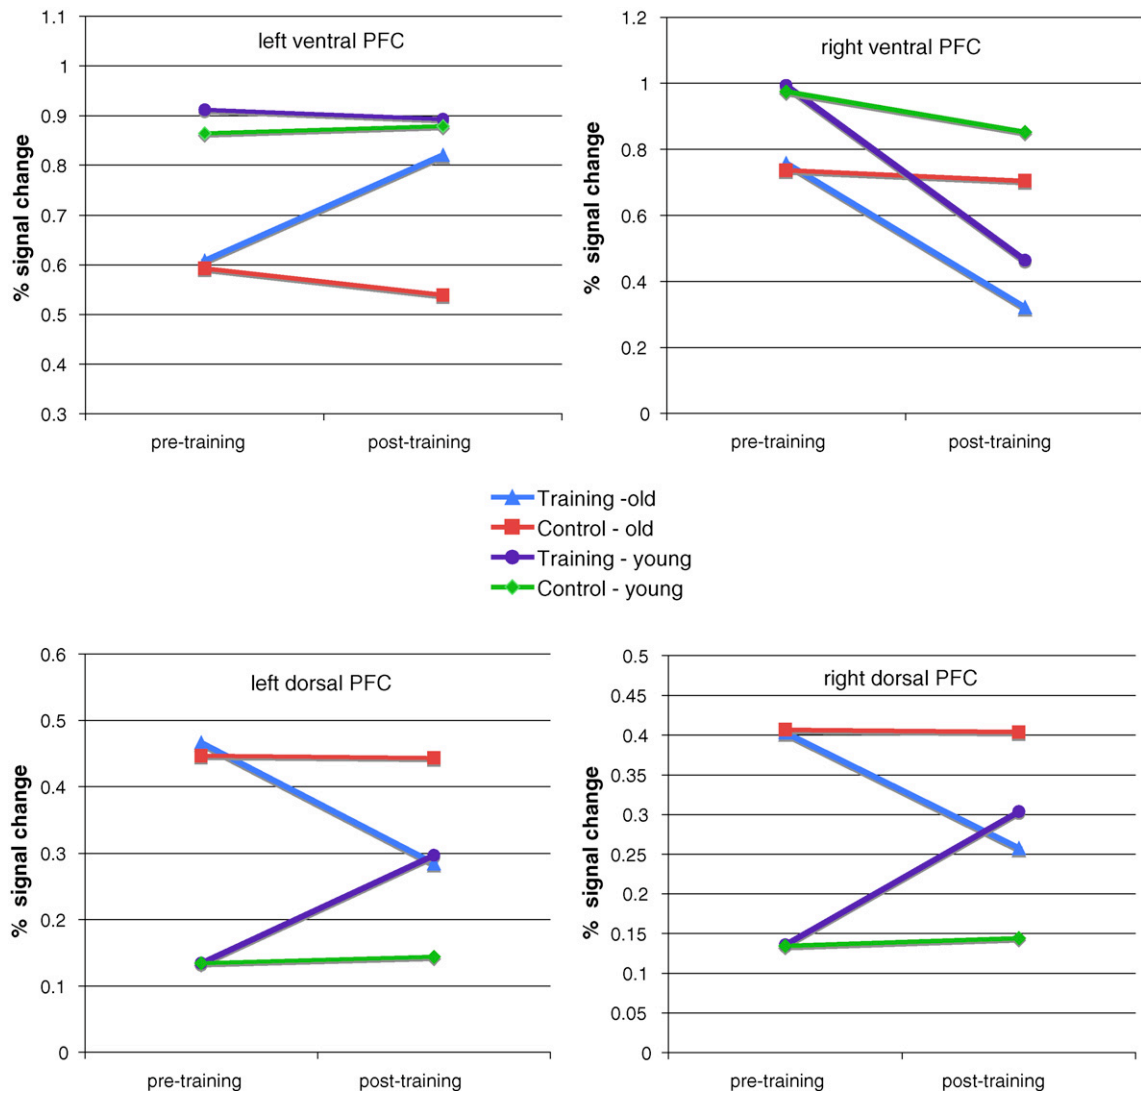 left ventral PFC
% signal change
1.1
1
0.9
0.8
0.7
0.6
0.5
0.4
0.3
pre-training
post-training
right ventral PFC
% signal change
1.2
1
0.8
0.6
0.4
0.2
0
pre-training
post-training
Training -old
Control - old
Training - young
Control - young
left dorsal PFC
% signal change
0.6
0.5
0.4
0.3
0.2
0.1
0
pre-training
post-training
right dorsal PFC
% signal change
0.5
0.45
0.4
0.35
0.3
0.25
0.2
0.15
0.1
0.05
0
pre-training
post-training